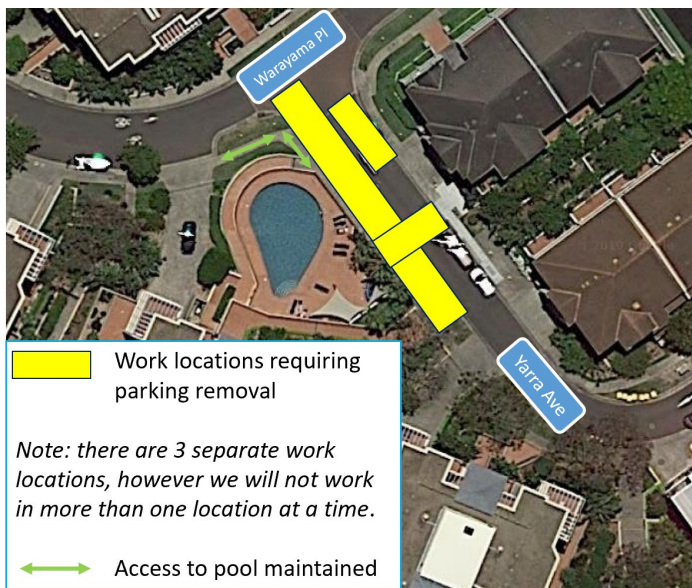 Warayama Pl
Yarra Ave
Work locations requiring
parking removal
Note: there are 3 separate work
locations, however we will not work
in more than one location at a time.
Access to pool maintained